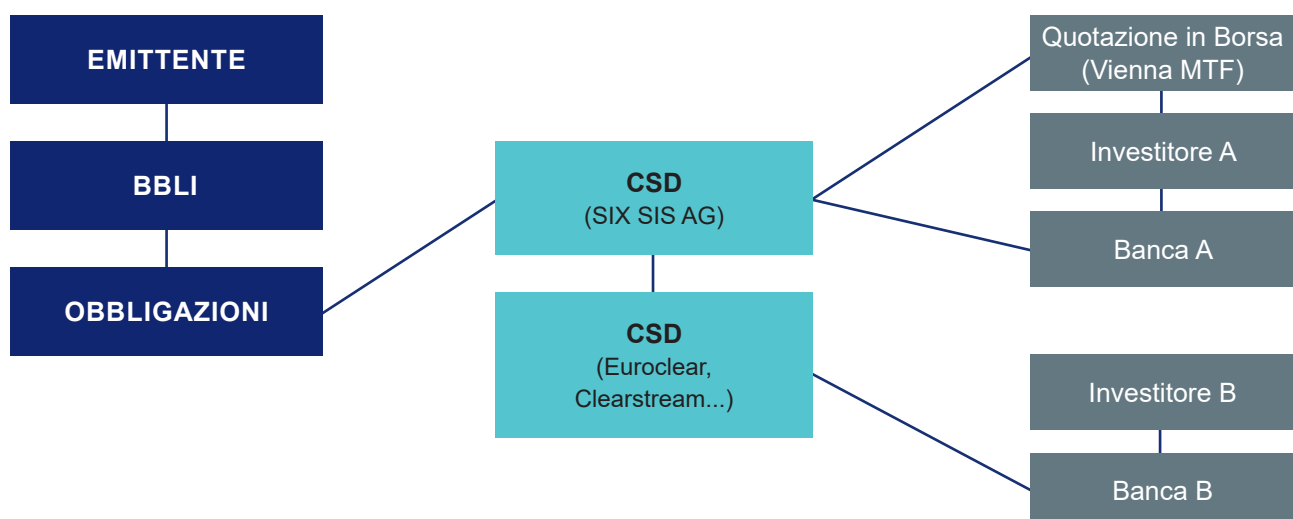 EMITTENTE
BBLI
OBBLIGAZIONI
CSD
(SIX SIS AG)
CSD
(Euroclear,
Clearstream...)
Quotazione in Borsa
(Vienna MTF)
Investitore A
Banca A
Investitore B
Banca B